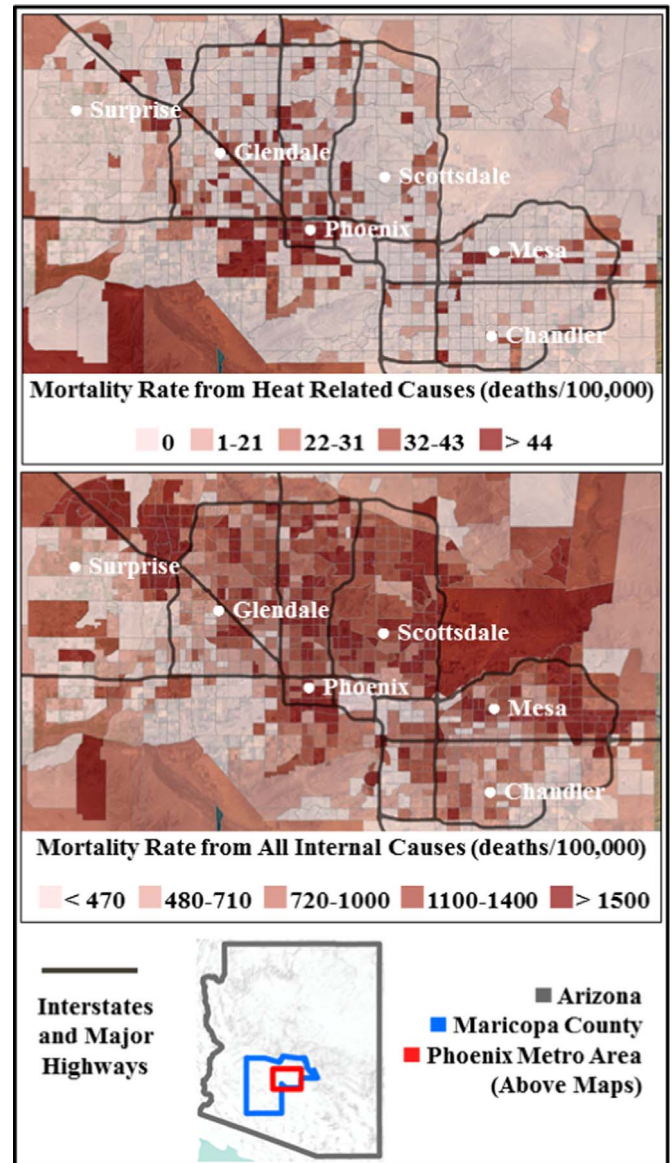 Surprise
Glendale
Scottsdale
Phoenix
Mesa
Chandler
Mortality Rate from Heat Related Causes (deaths/100,000)
0 1-21 22-31 32-43 > 44
Surprise
Glendale
Scottsdale
Phoenix
Mesa
Chandler
Mortality Rate from All Internal Causes (deaths/100,000)
< 470 480-710 720-1000 1100-1400 > 1500
Interstates
and Major
Highways
Arizona
Maricopa County
Phoenix Metro Area
(Above Maps)